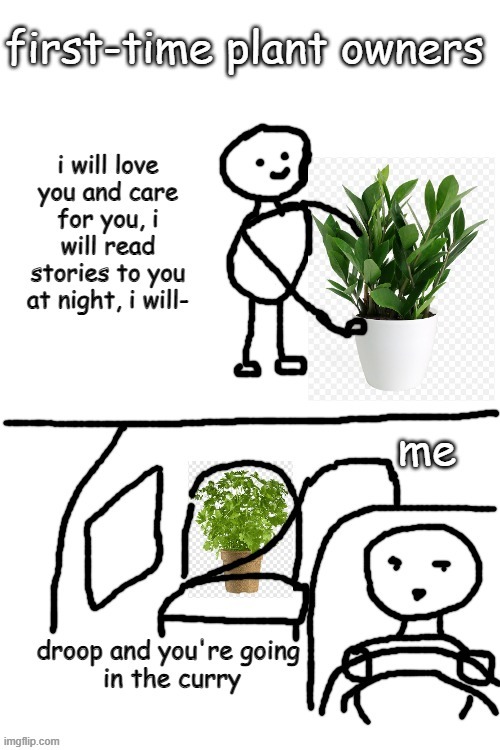 first-time plant owners
i will love
you and care
for you, i
will read
stories to you
at night, i will-
me
droop and you're going
in the curry
imgflip.com